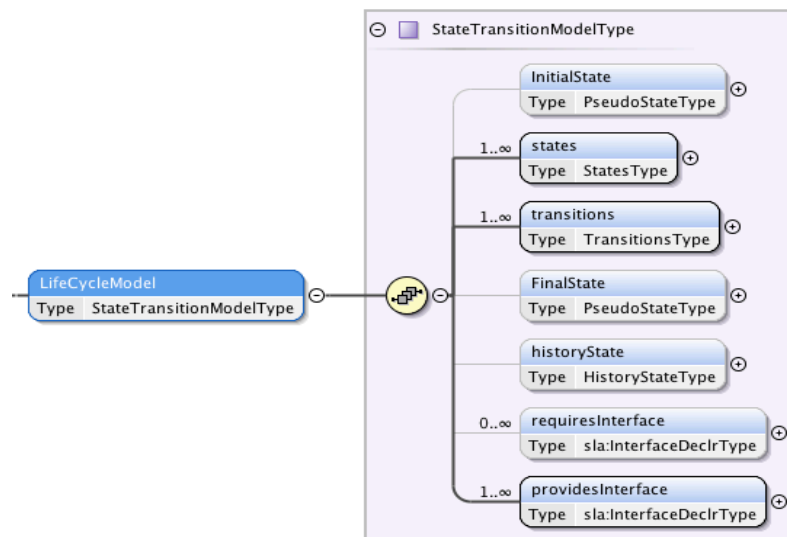 StateTransitionModelType
InitialState
Type PseudoStateType
1..∞
states
Type StatesType
1..∞
transitions
Type TransitionsType
LifeCycleModel
Type StateTransitionModelType
FinalState
Type PseudoStateType
historyState
Type HistoryStateType
0..∞
requiresInterface
Type sla:InterfaceDeclrType
1..∞
providesInterface
Type sla:InterfaceDeclrType